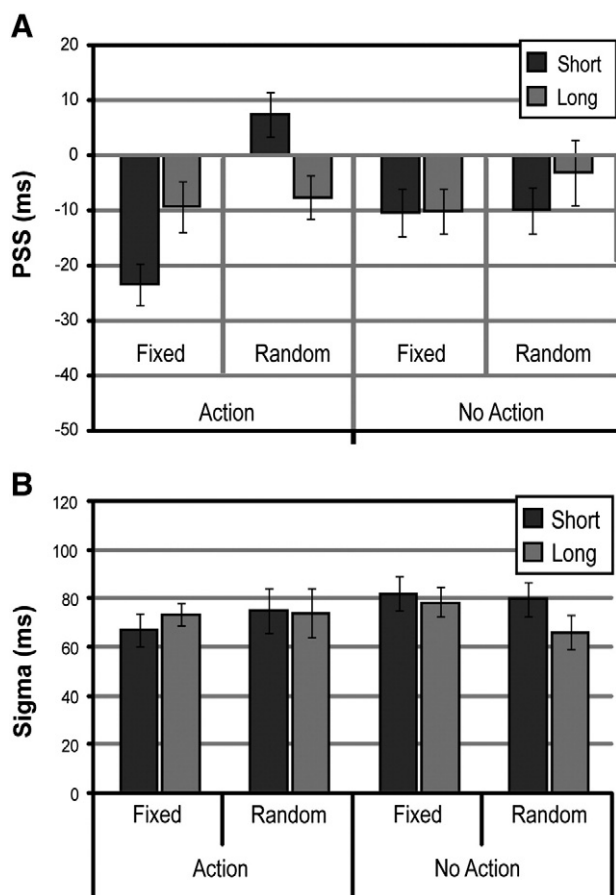 A
20
10
0
-10
-20
-30
-40
-50
PSS (ms)
Short
Long
Fixed Random Fixed Random
Action No Action
B
120
100
80
60
40
20
0
Sigma (ms)
Short
Long
Fixed Random Fixed Random
Action No Action